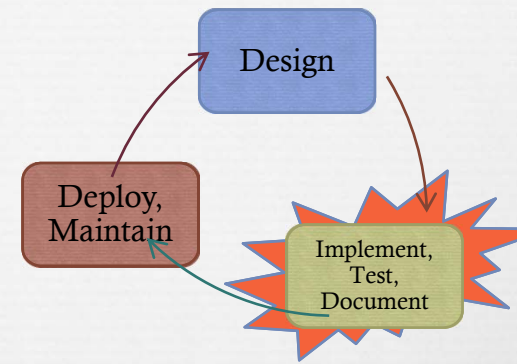 Design
Deploy,
Maintain
Implement,
Test,
Document